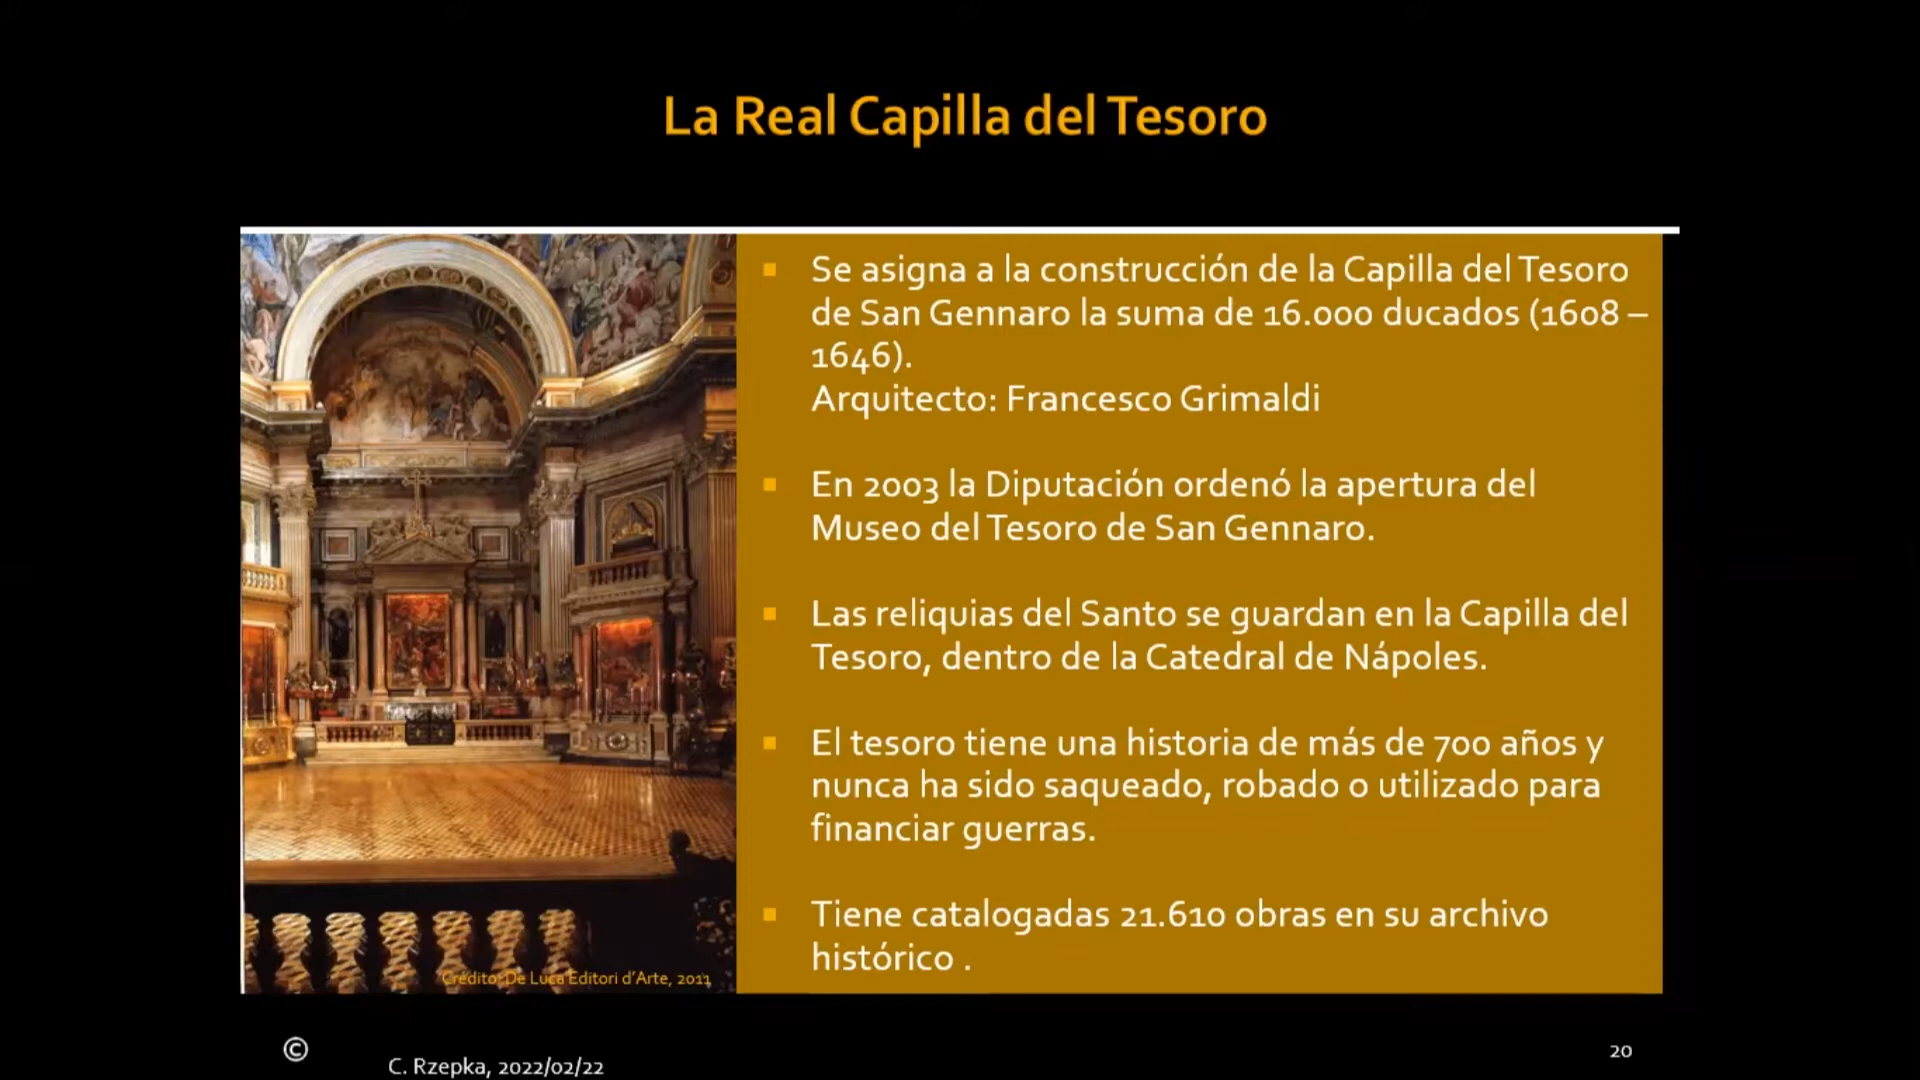 La Real Capilla del Tesoro
Se asigna a la construcción de la Capilla del Tesoro
de San Gennaro la suma de 16.000 ducados (1608 –
1646).
Arquitecto: Francesco Grimaldi
En 2003 la Diputación ordenó la apertura del
Museo del Tesoro de San Gennaro.
Las reliquias del Santo se guardan en la Capilla del
Tesoro, dentro de la Catedral de Nápoles.
El tesoro tiene una historia de más de 700 años y
nunca ha sido saqueado, robado o utilizado para
financiar guerras.
Tiene catalogadas 21.610 obras en su archivo
histórico .
Crédito: De Luca Editori d'Arte, 2011
©
C. Rzepka, 2022/02/22
20